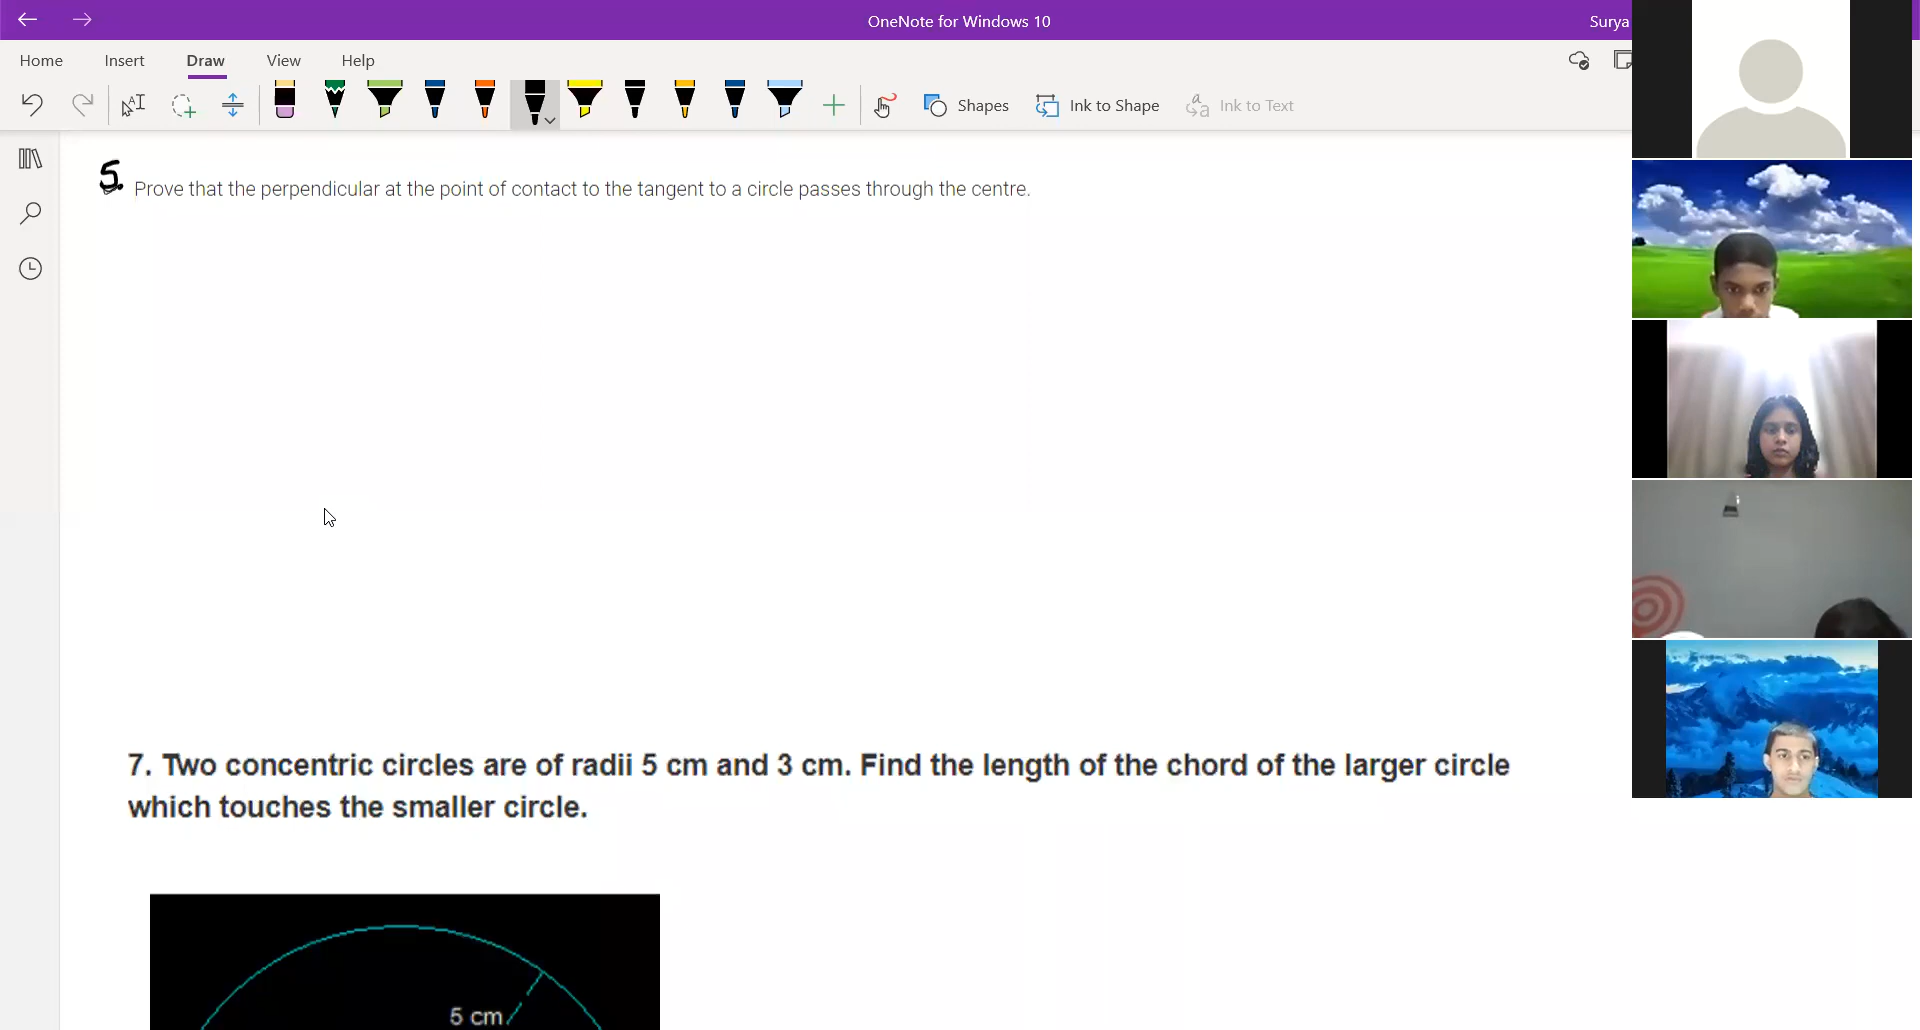 OneNote for Windows 10
Surya
Home Insert Draw View Help
Shapes Ink to Shape Ink to Text
5. Prove that the perpendicular at the point of contact to the tangent to a circle passes through the centre.
7. Two concentric circles are of radii 5 cm and 3 cm. Find the length of the chord of the larger circle
which touches the smaller circle.
5 cm